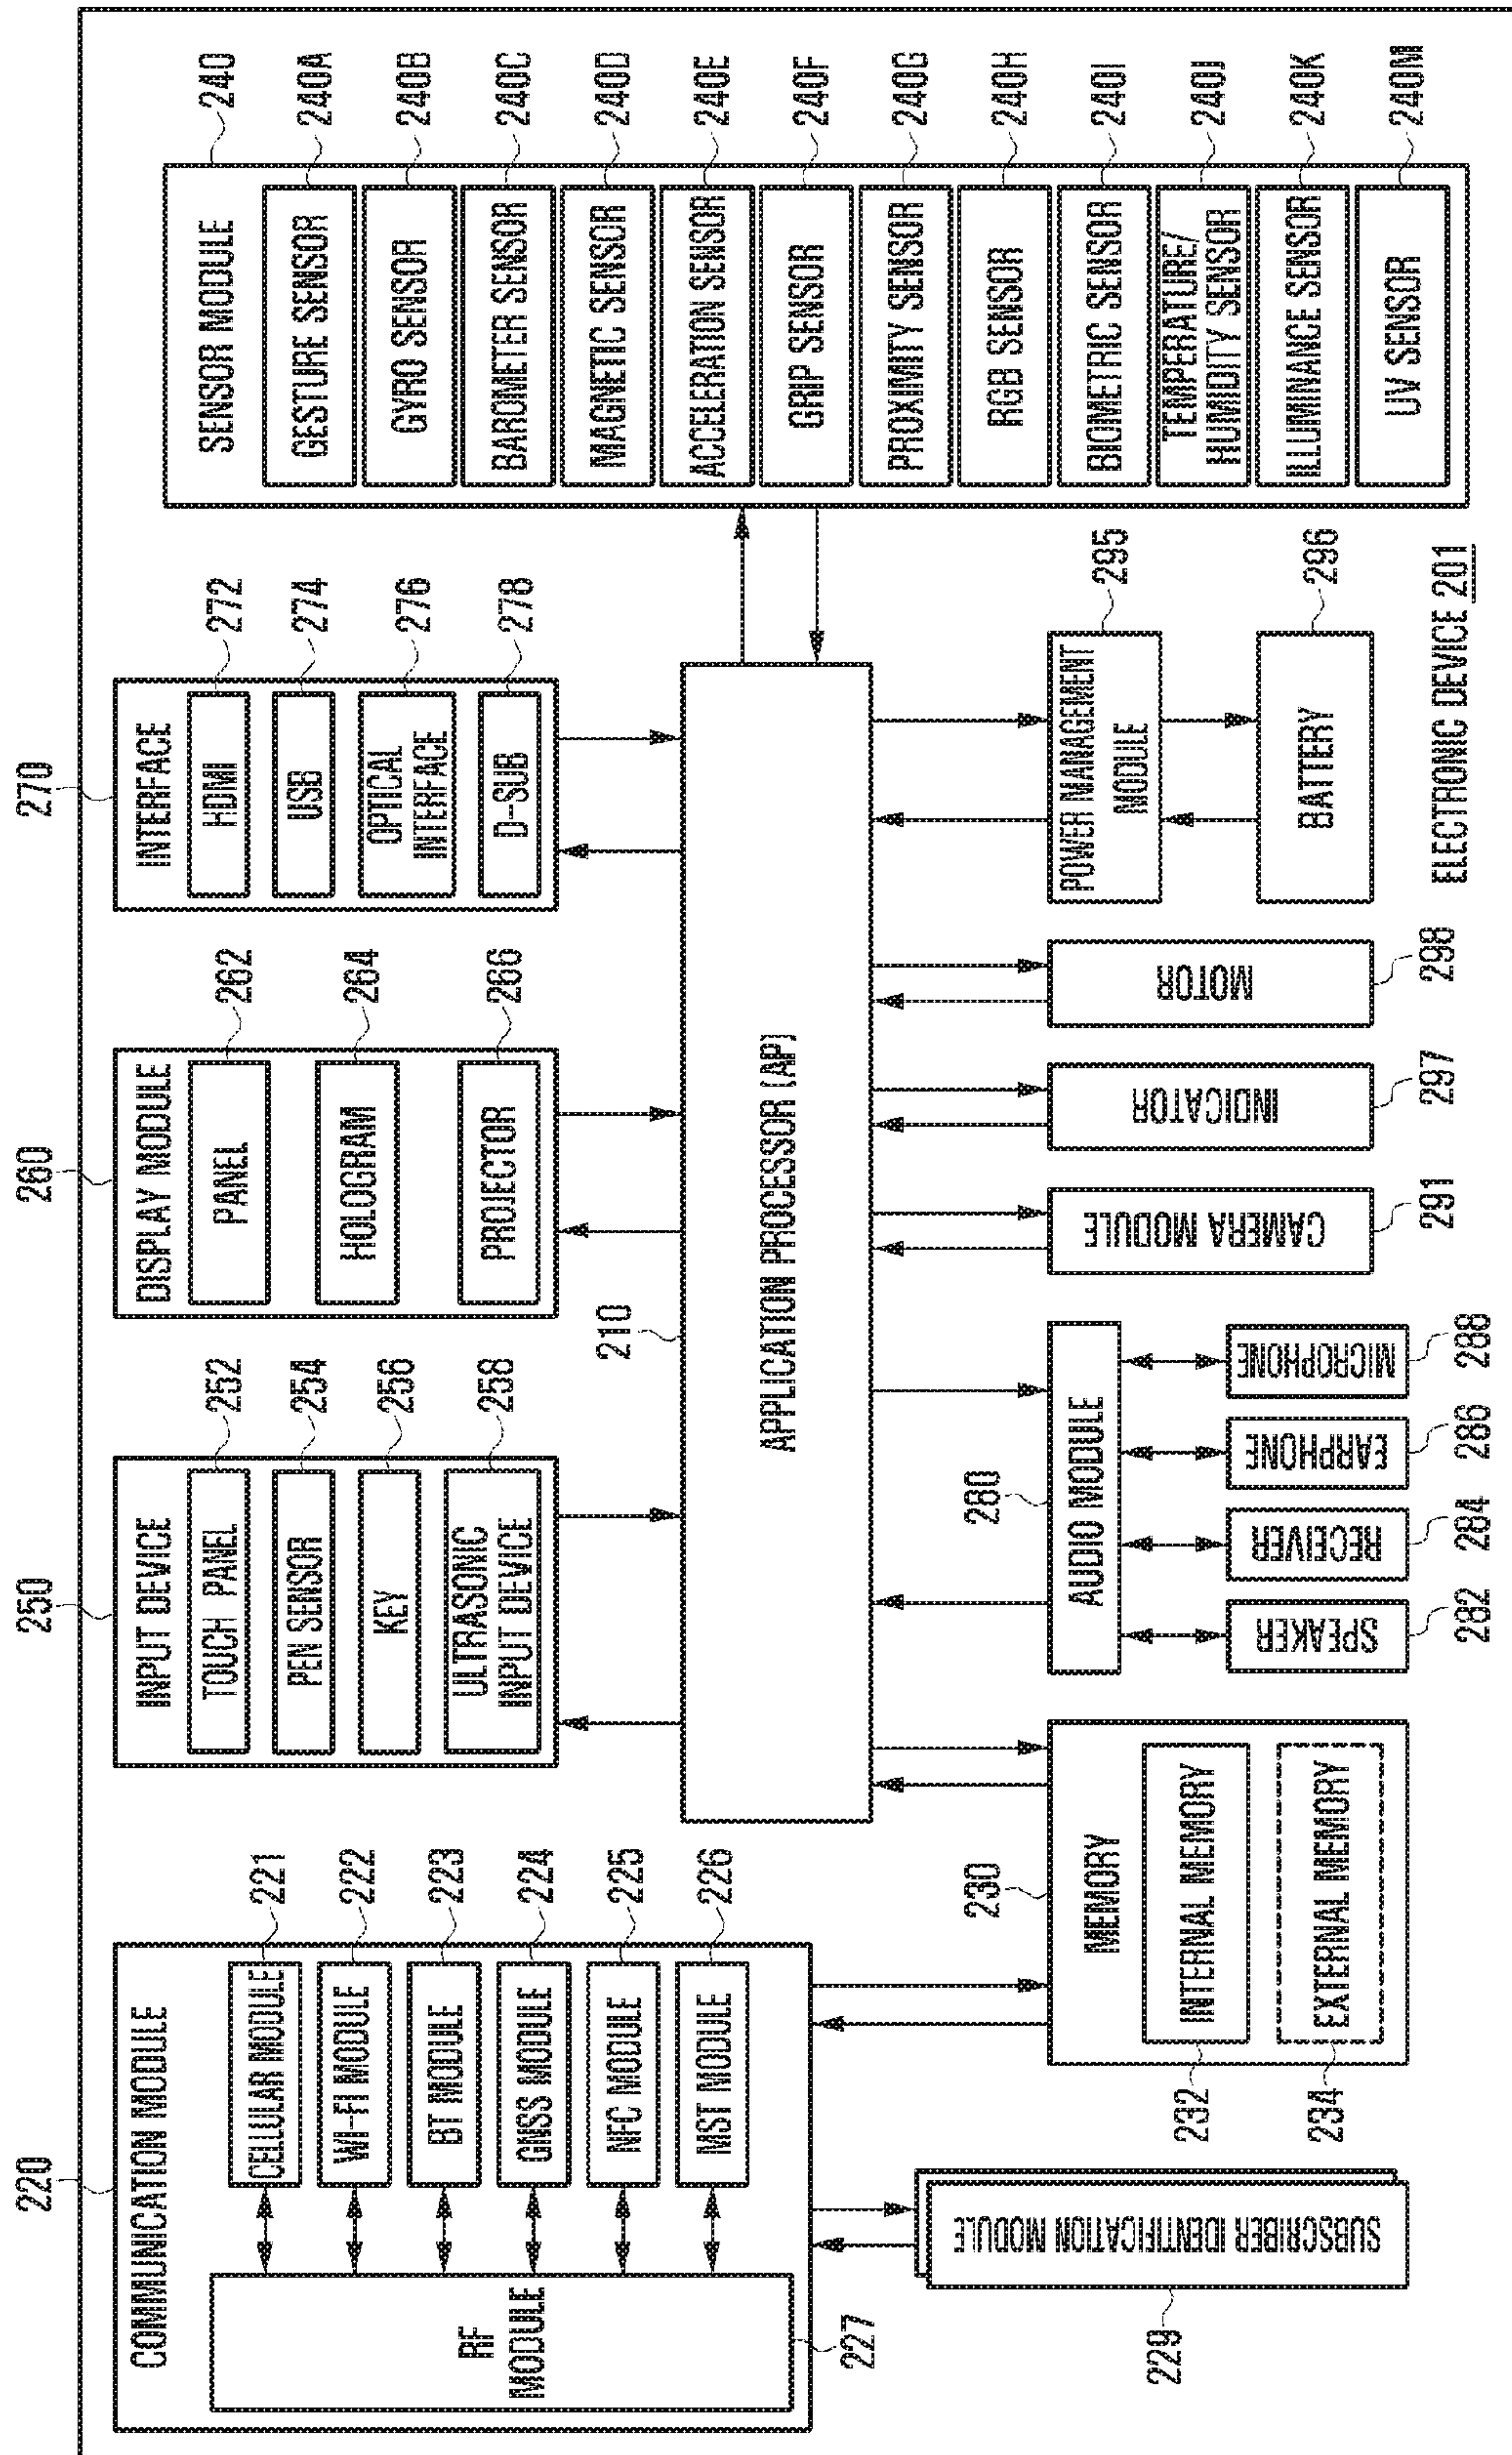 220
COMMUNICATION MODULE
CELLULAR MODULE
221
WI-FI MODULE
222
BT MODULE
223
GNSS MODULE
224
NFC MODULE
225
MST MODULE
226
RF
MODULE
227
250
INPUT DEVICE
TOUCH PANEL
252
PEN SENSOR
254
KEY
256
ULTRASONIC
INPUT DEVICE
258
260
DISPLAY MODULE
PANEL
262
HOLOGRAM
264
PROJECTOR
266
270
INTERFACE
HDMI
272
USB
274
OPTICAL
INTERFACE
276
D-SUB
278
240
SENSOR MODULE
GESTURE SENSOR
240A
GYRO SENSOR
240B
BAROMETER SENSOR
240C
MAGNETIC SENSOR
240D
ACCELERATION SENSOR
240E
GRIP SENSOR
240F
PROXIMITY SENSOR
240G
RGB SENSOR
240H
BIOMETRIC SENSOR
240I
TEMPERATURE/
HUMIDITY SENSOR
240J
ILLUMINANCE SENSOR
240K
UV SENSOR
240M
210
APPLICATION PROCESSOR (AP)
SUBSCRIBER IDENTIFICATION MODULE
229
230
MEMORY
INTERNAL MEMORY
232
EXTERNAL MEMORY
234
280
AUDIO MODULE
SPEAKER
282
RECEIVER
284
EARPHONE
286
MICROPHONE
288
CAMERA MODULE
291
INDICATOR
297
MOTOR
298
POWER MANAGEMENT
MODULE
295
BATTERY
296
ELECTRONIC DEVICE 201